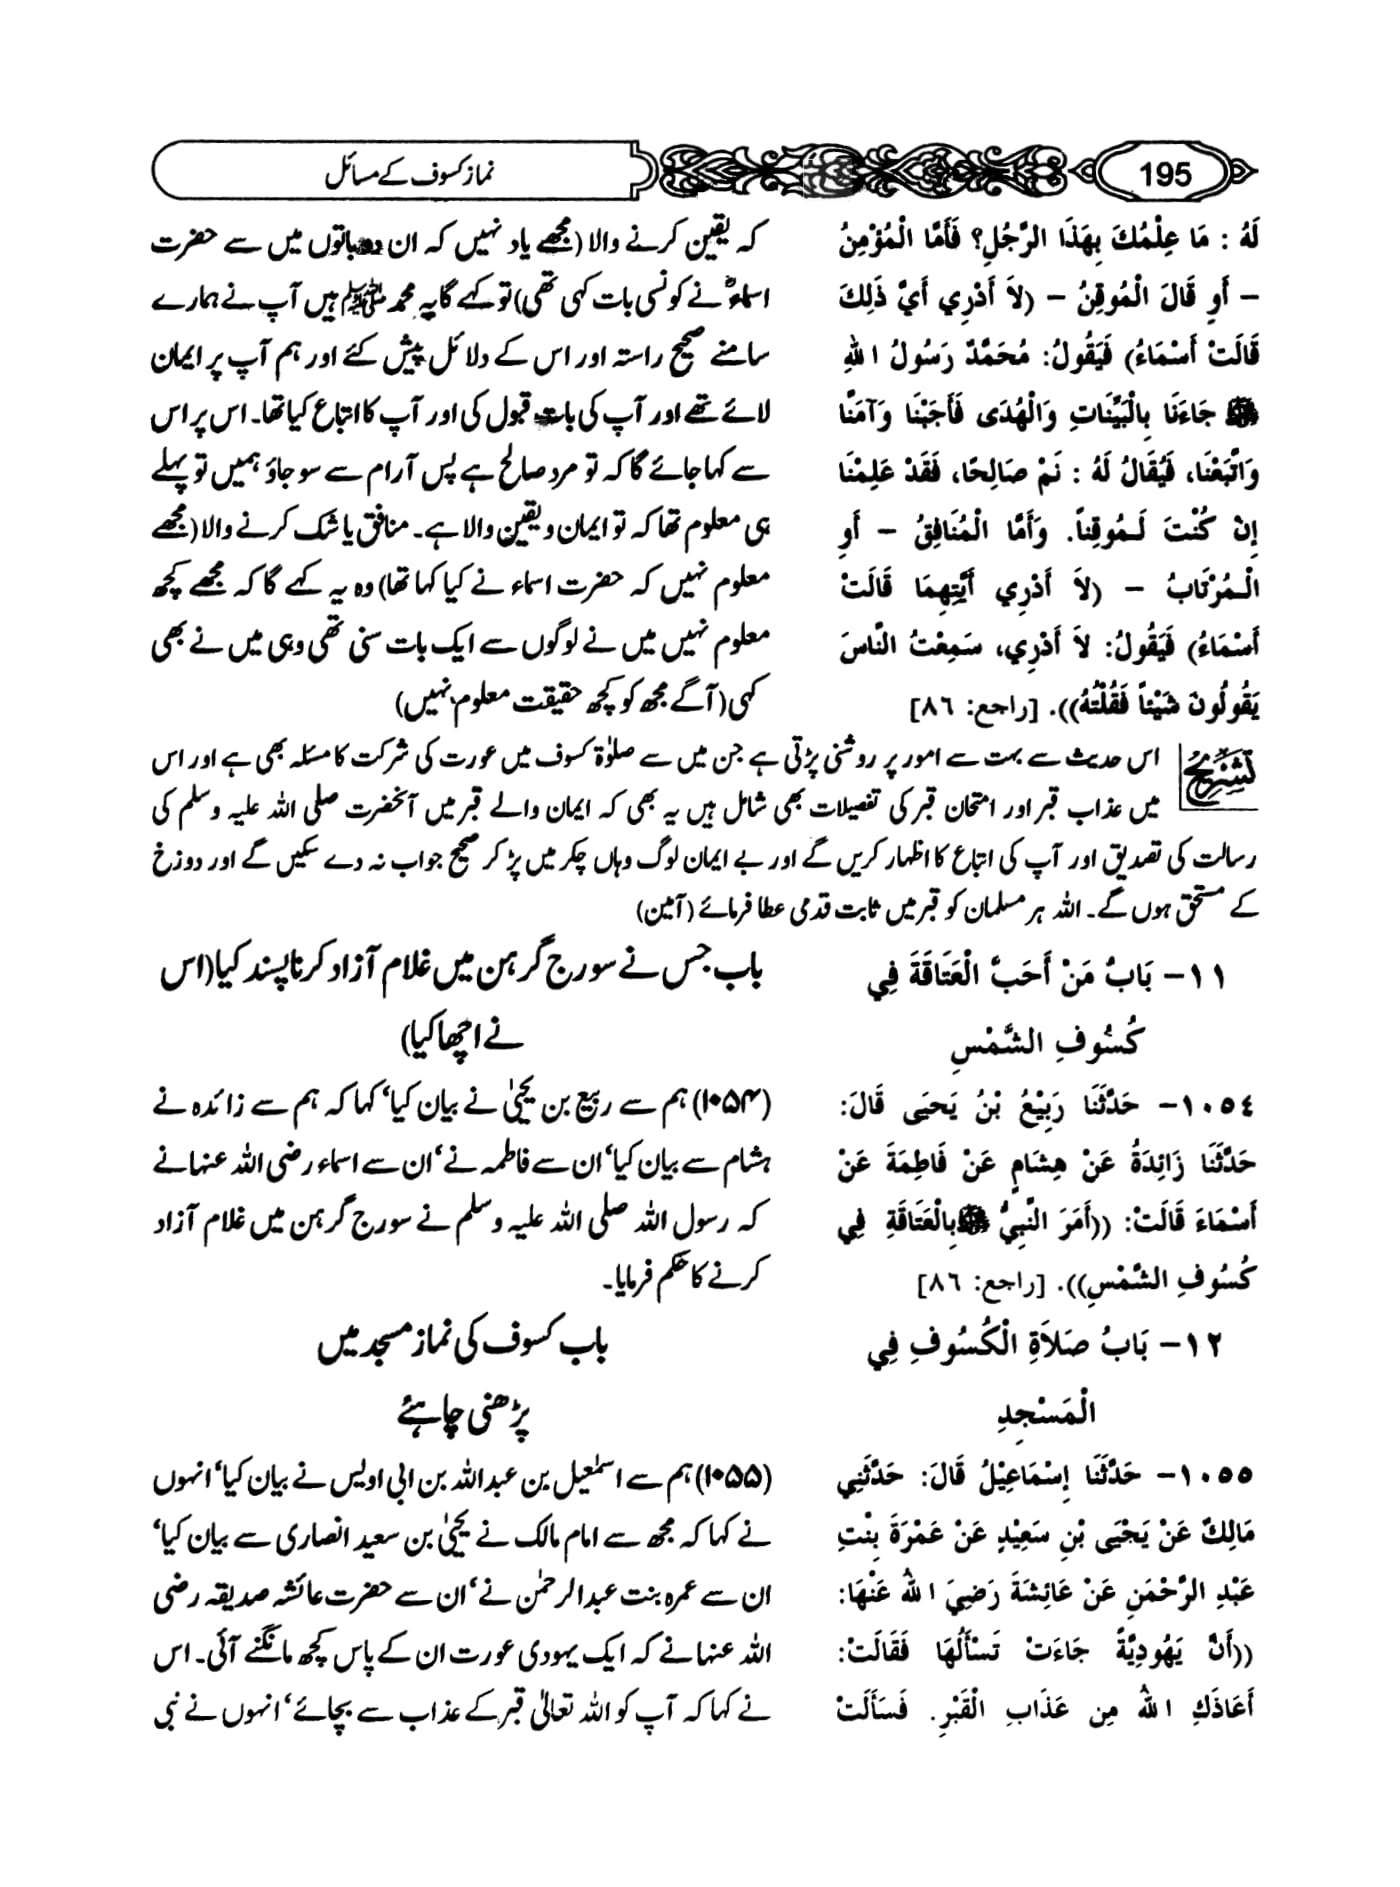 195
نماز کسوف کے مسائل
لَهُ : مَا عِلْمُكَ بِهَذَا الرَّجُلِ؟ فَأَمَّا الْمُؤْمِنُ
– أَوِ قَالَ الْمُوقِنُ – (لاَ أَدْرِي أَيَّ ذَلِكَ
قَالَتْ أَسْمَاءُ) فَيَقُولُ: مُحَمَّدٌ رَسُولُ اللهِ
ﷺ جَاءَنَا بِالْبَيِّنَاتِ وَالْهُدَى فَأَجَبْنَا وَآمَنَّا
وَاتَّبَعْنَا، فَيُقَالُ لَهُ : نَمْ صَالِحًا، فَقَدْ عَلِمْنَا
إِنْ كُنْتَ لَـمُوقِناً. وَأَمَّا الْمُنَافِقُ – أَوِ
الْـمُرْتَابُ – (لاَ أَدْرِي أَيَّتِهِمَا قَالَتْ
أَسْمَاءُ) فَيَقُولُ: لاَ أَدْرِي، سَمِعْتُ النَّاسَ
يَقُولُونَ شَيْئاً فَقُلْتُهُ)). [راجع: ٨٦]
کہ یقین کرنے والا (مجھے یاد نہیں کہ ان دو باتوں میں سے حضرت
اسماءؓ نے کونسی بات کہی تھی) تو کہے گا یہ محمد ﷺ ہیں آپ نے ہمارے
سامنے صحیح راستہ اور اس کے دلائل پیش کئے اور ہم آپ پر ایمان
لائے تھے اور آپ کی بات قبول کی اور آپ کا اتباع کیا تھا۔ اس پر اس
سے کہا جائے گا کہ تو مرد صالح ہے پس آرام سے سو جاؤ ہمیں تو پہلے
ہی معلوم تھا کہ تو ایمان و یقین والا ہے۔ منافق یا شک کرنے والا (مجھے
معلوم نہیں کہ حضرت اسماء نے کیا کہا تھا) وہ یہ کہے گا کہ مجھے کچھ
معلوم نہیں میں نے لوگوں سے ایک بات سنی تھی وہی میں نے بھی
کہی (آگے مجھ کو کچھ حقیقت معلوم نہیں)
تشریح
اس حدیث سے بہت سے امور پر روشنی پڑتی ہے جن میں سے صلوٰۃ کسوف میں عورت کی شرکت کا مسئلہ بھی ہے اور اس
میں عذاب قبر اور امتحان قبر کی تفصیلات بھی شامل ہیں یہ بھی کہ ایمان والے قبر میں آنحضرت صلی اللہ علیہ وسلم کی
رسالت کی تصدیق اور آپ کی اتباع کا اظہار کریں گے اور بے ایمان لوگ وہاں چکر میں پڑ کر صحیح جواب نہ دے سکیں گے اور دوزخ
کے مستحق ہوں گے۔ اللہ ہر مسلمان کو قبر میں ثابت قدمی عطا فرمائے (آمین)
١١- بَابُ مَنْ أَحَبَّ الْعَتَاقَةَ فِي
كُسُوفِ الشَّمْسِ
باب جس نے سورج گرہن میں غلام آزاد کرنا پسند کیا (اس
نے اچھا کیا)
١٠٥٤- حَدَّثَنَا رَبِيْعُ بْنُ يَحيَى قَالَ:
حَدَّثَنَا زَائِدَةُ عَنْ هِشَامٍ عَنْ فَاطِمَةَ عَنْ
أَسْمَاءَ قَالَتْ: ((أَمَرَ النَّبِيُّ ﷺ بِالْعَتَاقَةِ فِي
كُسُوفِ الشَّمْسِ)). [راجع: ٨٦]
(۱۰۵۴) ہم سے ربیع بن یحییٰ نے بیان کیا‘ کہا کہ ہم سے زائدہ نے
ہشام سے بیان کیا‘ ان سے فاطمہ نے‘ ان سے اسماء رضی اللہ عنہا نے
کہ رسول اللہ صلی اللہ علیہ وسلم نے سورج گرہن میں غلام آزاد
کرنے کا حکم فرمایا۔
١٢- بَابُ صَلاَةِ الْكُسُوفِ فِي
الْمَسْجِدِ
باب کسوف کی نماز مسجد میں
پڑھنی چاہئے
١٠٥٥- حَدَّثَنَا إِسْمَاعِيْلُ قَالَ: حَدَّثَنِي
مَالِكٌ عَنْ يَحْيَى بْنِ سَعِيْدٍ عَنْ عَمْرَةَ بِنْتِ
عَبْدِ الرَّحْمَنِ عَنْ عَائِشَةَ رَضِيَ اللهُ عَنْهَا:
((أَنَّ يَهُودِيَّةً جَاءَتْ تَسْأَلُهَا فَقَالَتْ:
أَعَاذَكِ اللهُ مِن عَذَابِ الْقَبْرِ. فَسَأَلَتْ
(۱۰۵۵) ہم سے اسمٰعیل بن عبداللہ بن ابی اویس نے بیان کیا‘ انہوں
نے کہا کہ مجھ سے امام مالک نے یحییٰ بن سعید انصاری سے بیان کیا‘
ان سے عمرہ بنت عبدالرحمٰن نے‘ ان سے حضرت عائشہ صدیقہ رضی
اللہ عنہا نے کہ ایک یہودی عورت ان کے پاس کچھ مانگنے آئی۔ اس
نے کہا کہ آپ کو اللہ تعالیٰ قبر کے عذاب سے بچائے‘ انہوں نے نبی